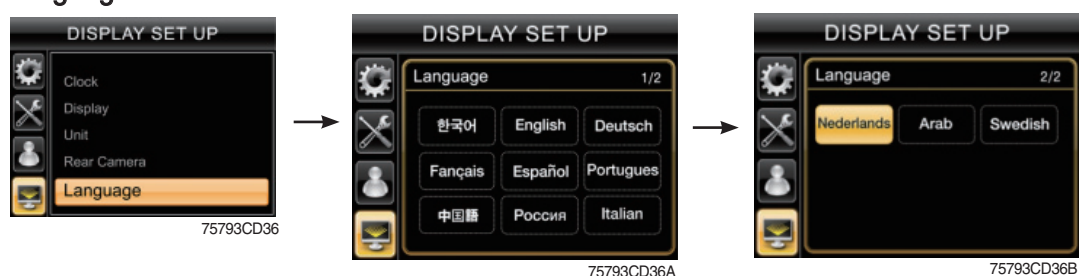 DISPLAY SET UP
Clock
Display
Unit
Rear Camera
Language
75793CD36
DISPLAY SET UP
Language 1/2
한국어 English Deutsch
Fançais Español Portugues
中国語 Россия Italian
75793CD36A
DISPLAY SET UP
Language 2/2
Nederlands Arab Swedish
75793CD36B